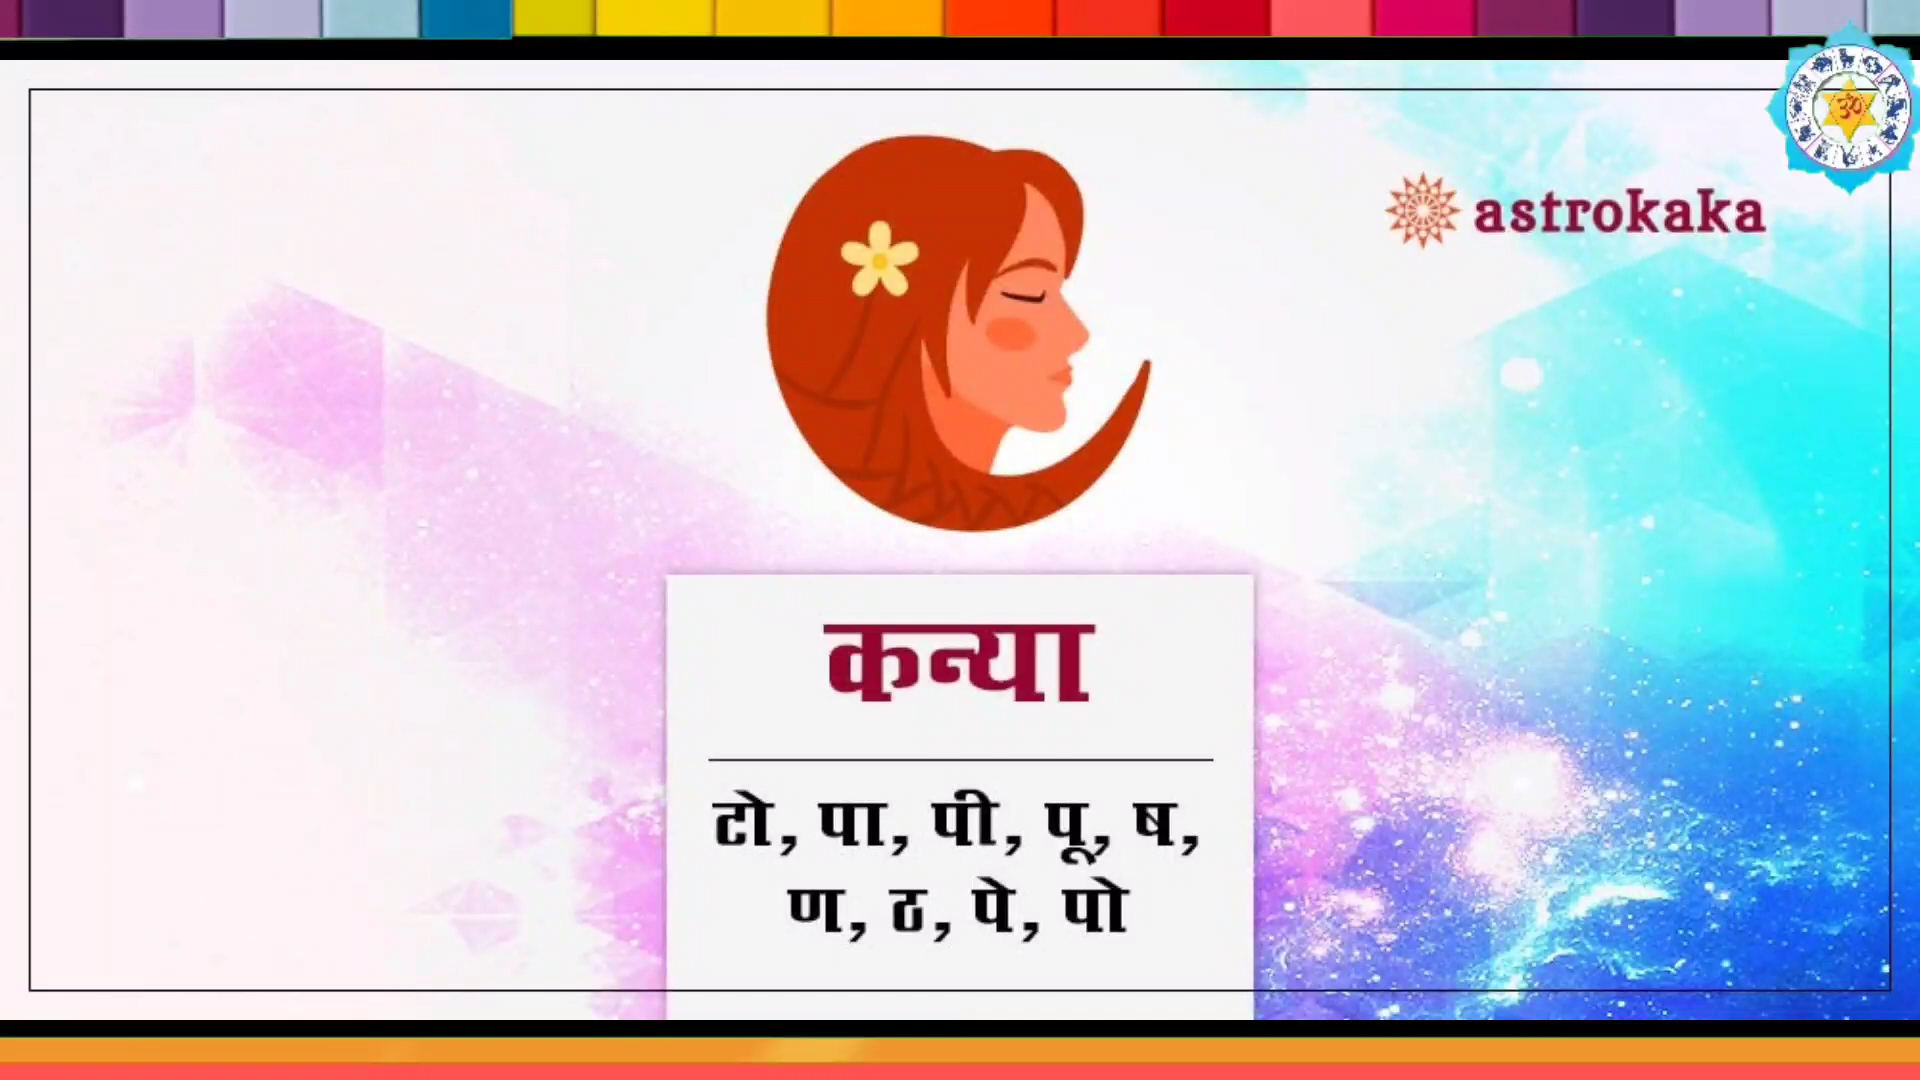 astrokaka
ॐ
कन्या
टो, पा, पी, पू, ष,
ण, ठ, पे, पो